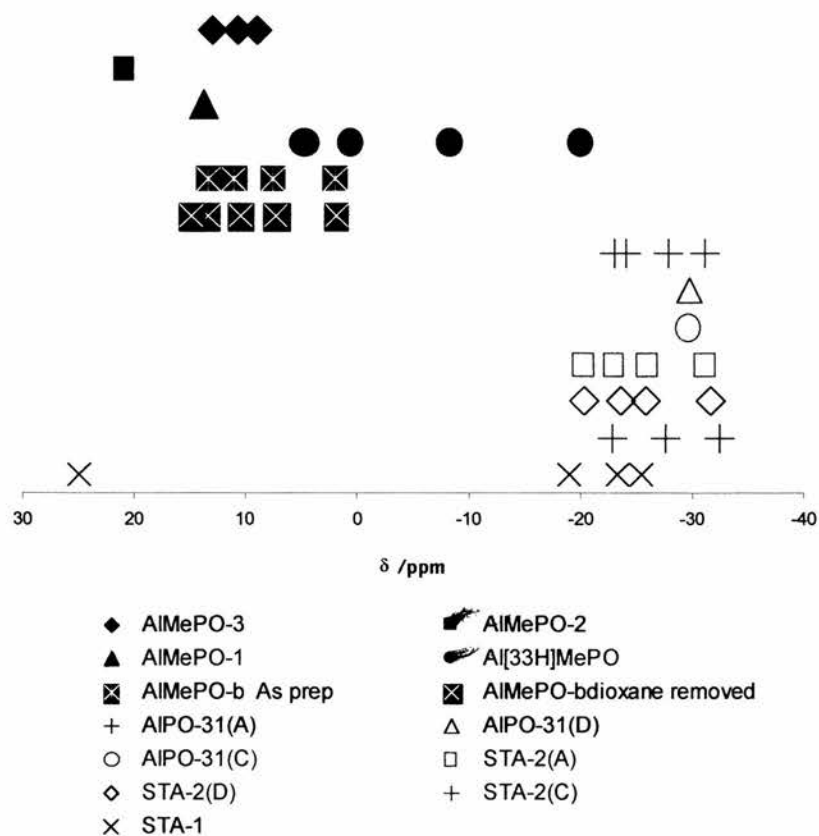 30 20 10 0 -10 -20 -30 -40
δ /ppm
AlMePO-3 AlMePO-2
AlMePO-1 Al[33H]MePO
AlMePO-b As prep AlMePO-bdioxane removed
AlPO-31(A) AlPO-31(D)
AlPO-31(C) STA-2(A)
STA-2(D) STA-2(C)
STA-1